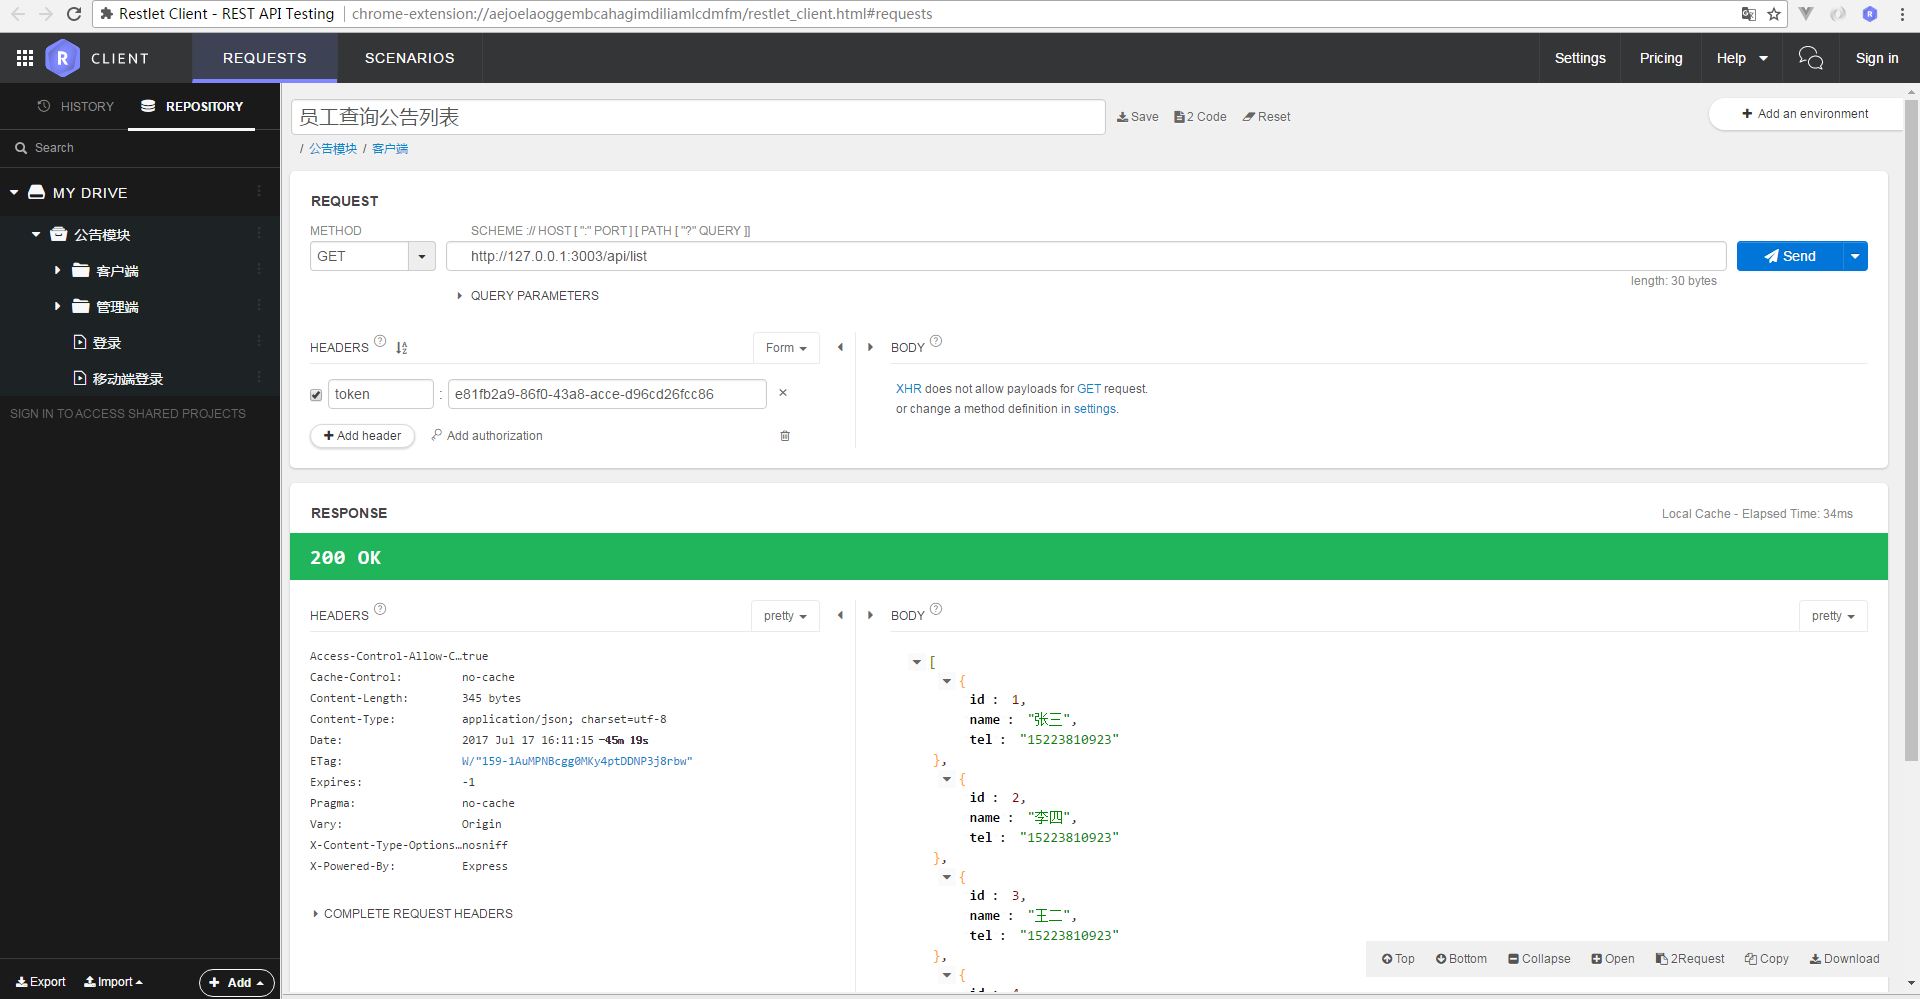 Restlet Client - REST API Testing
chrome-extension://aejoelaoggembcahagimdiliamlcdmfm/restlet_client.html#requests
R CLIENT
REQUESTS
SCENARIOS
Settings
Pricing
Help
Sign in
HISTORY
REPOSITORY
Search
MY DRIVE
公告模块
客户端
管理端
登录
移动端登录
SIGN IN TO ACCESS SHARED PROJECTS
Export
Import
Add
员工查询公告列表
Save
2 Code
Reset
Add an environment
/ 公告模块 / 客户端
REQUEST
METHOD
SCHEME :// HOST [ ":" PORT ] [ PATH [ "?" QUERY ]]
GET
http://127.0.0.1:3003/api/list
Send
length: 30 bytes
QUERY PARAMETERS
HEADERS ?
Form
BODY ?
token : e81fb2a9-86f0-43a8-acce-d96cd26fcc86
Add header
Add authorization
XHR does not allow payloads for GET request.
or change a method definition in settings.
RESPONSE
Local Cache - Elapsed Time: 34ms
200 OK
HEADERS ?
pretty
Access-Control-Allow-C…true
Cache-Control: no-cache
Content-Length: 345 bytes
Content-Type: application/json; charset=utf-8
Date: 2017 Jul 17 16:11:15 -45m 19s
ETag: W/"159-1AuMPNBcgg0MKy4ptDDNP3j8rbw"
Expires: -1
Pragma: no-cache
Vary: Origin
X-Content-Type-Options…nosniff
X-Powered-By: Express
COMPLETE REQUEST HEADERS
BODY ?
pretty
[
{
id : 1,
name : "张三",
tel : "15223810923"
},
{
id : 2,
name : "李四",
tel : "15223810923"
},
{
id : 3,
name : "王二",
tel : "15223810923"
},
{
Top
Bottom
Collapse
Open
2Request
Copy
Download